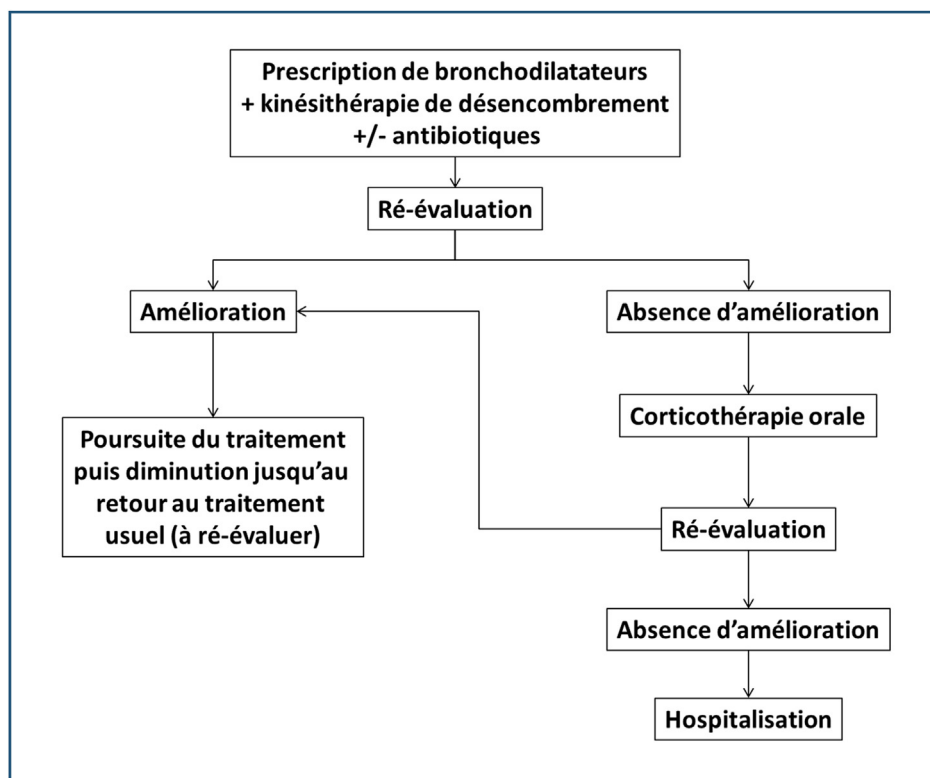 Prescription de bronchodilatateurs
+ kinésithérapie de désencombrement
+/- antibiotiques
Ré-évaluation
Amélioration
Absence d'amélioration
Corticothérapie orale
Poursuite du traitement
puis diminution jusqu'au
retour au traitement
usuel (à ré-évaluer)
Ré-évaluation
Absence d'amélioration
Hospitalisation